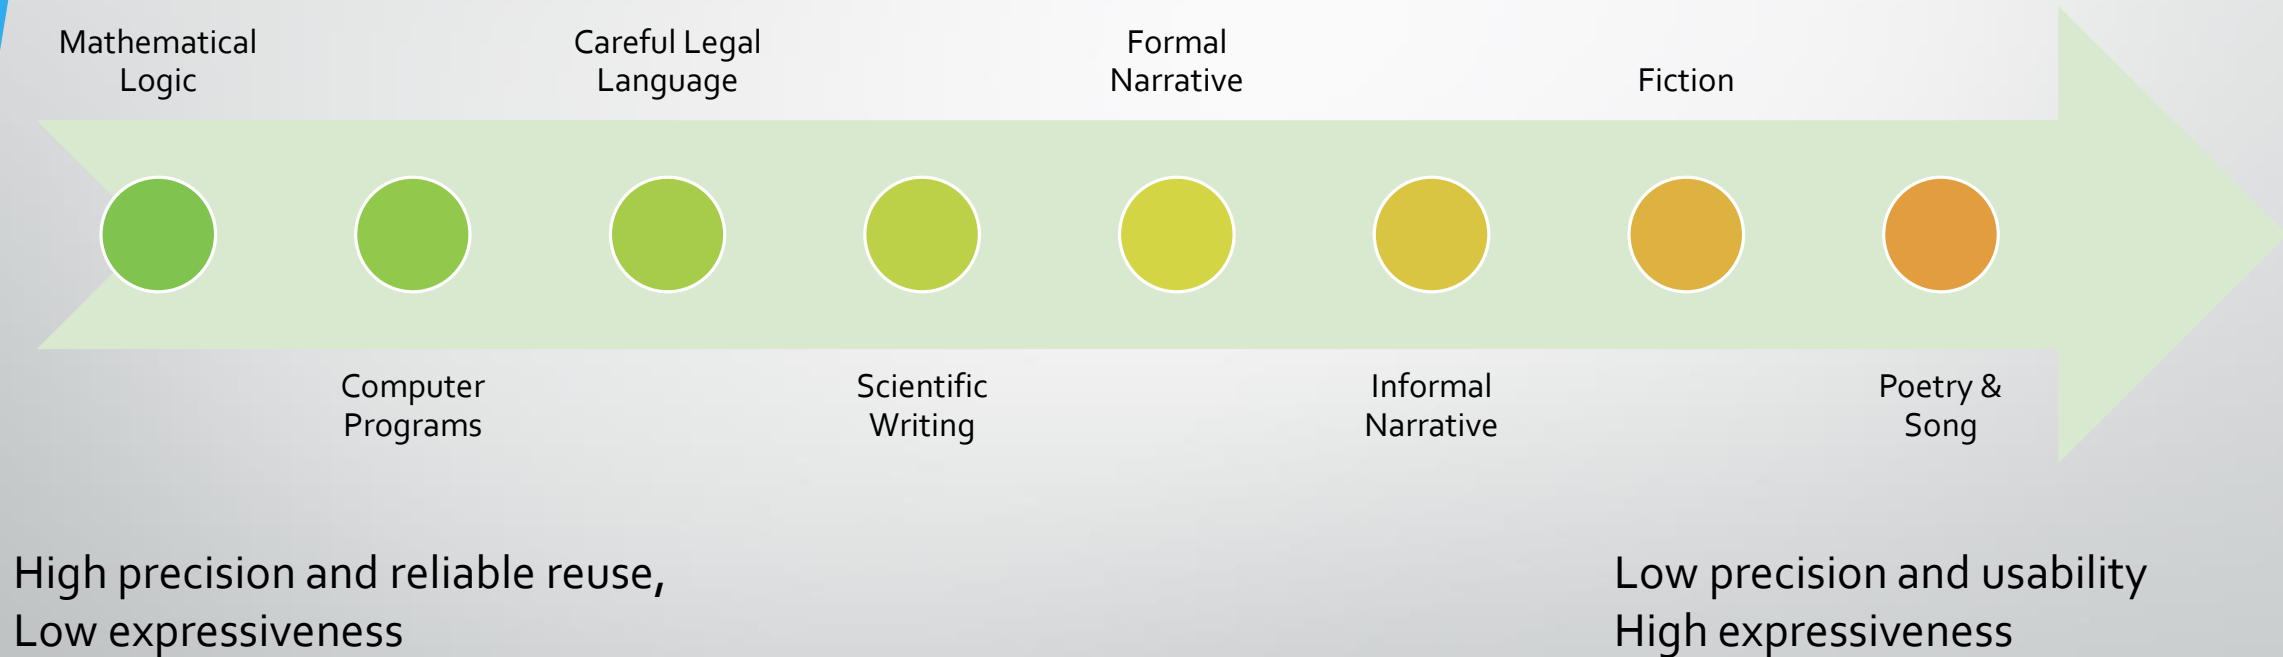 Mathematical
Logic
Careful Legal
Language
Formal
Narrative
Fiction
Computer
Programs
Scientific
Writing
Informal
Narrative
Poetry &
Song
High precision and reliable reuse,
Low expressiveness
Low precision and usability
High expressiveness